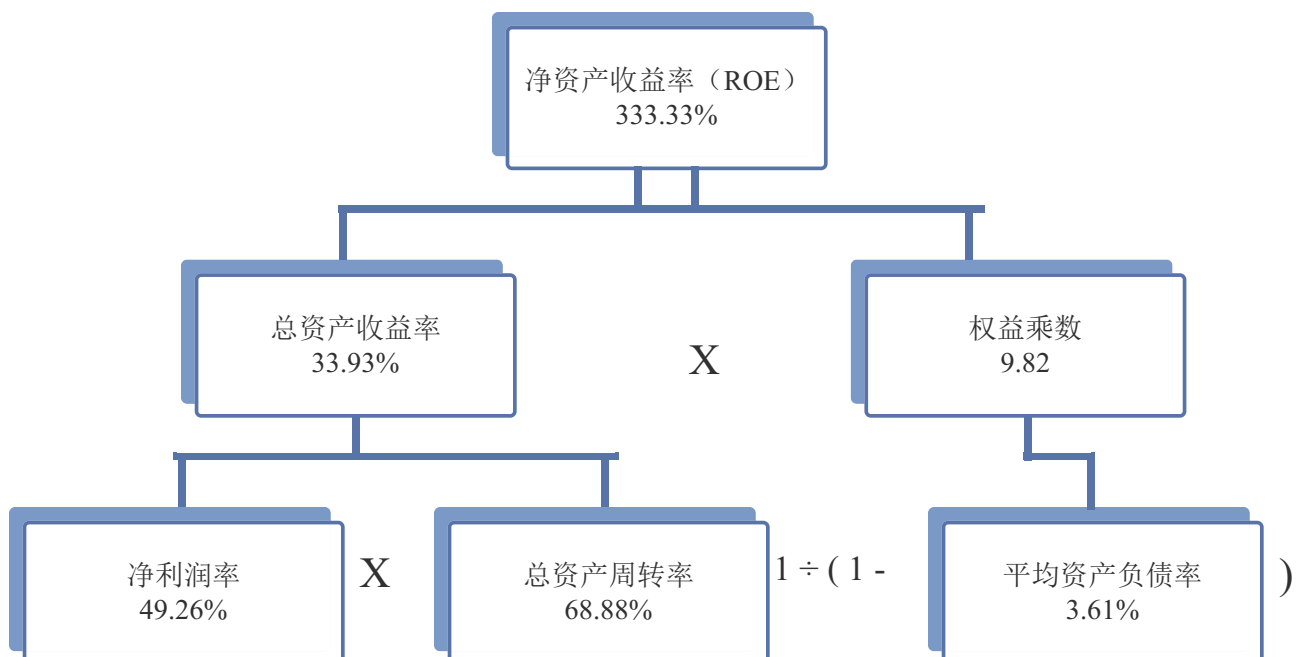 净资产收益率（ROE）
333.33%
总资产收益率
33.93%
X
权益乘数
9.82
净利润率
49.26%
X
总资产周转率
68.88%
1 ÷ ( 1 -
平均资产负债率
3.61%
)